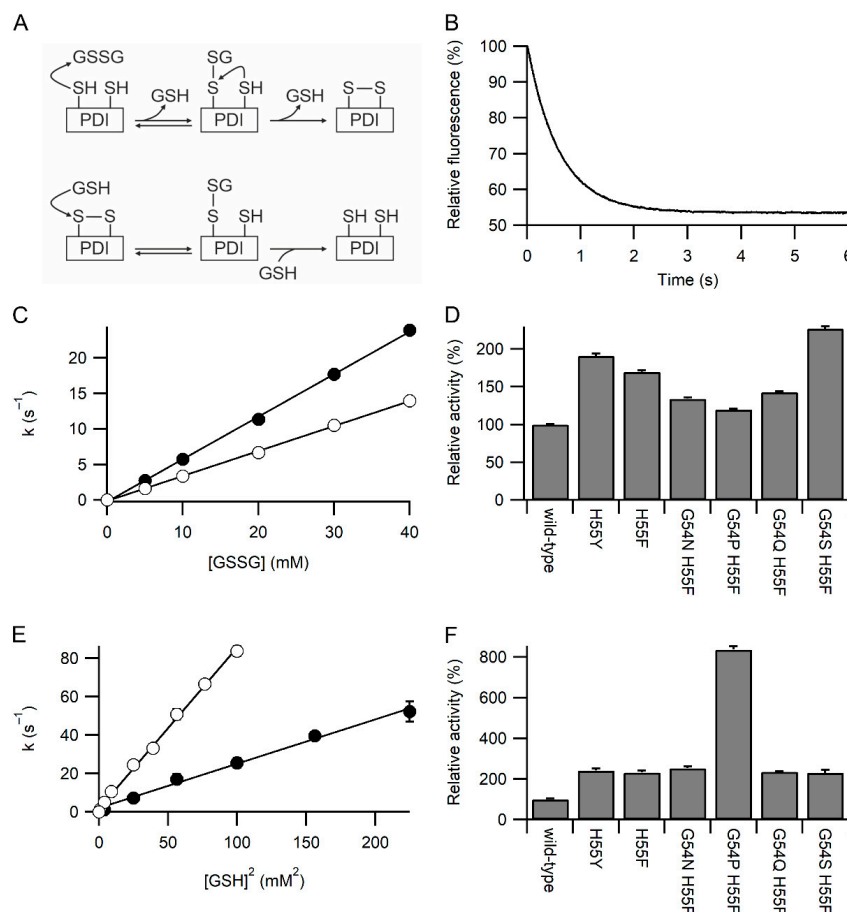 A
GSSG
SH SH
PDI
GSH
SG
S
SH
PDI
GSH
S S
PDI
GSH
S S
PDI
SG
S
SH
PDI
GSH
SH SH
PDI
B
Relative fluorescence (%)
100
90
80
70
60
50
0 1 2 3 4 5 6
Time (s)
C
k (s⁻¹)
20
15
10
5
0
0 10 20 30 40
[GSSG] (mM)
D
Relative activity (%)
200
150
100
50
0
wild-type
H55Y
H55F
G54N H55F
G54P H55F
G54Q H55F
G54S H55F
E
k (s⁻¹)
80
60
40
20
0
0 50 100 150 200
[GSH]² (mM²)
F
Relative activity (%)
800
600
400
200
0
wild-type
H55Y
H55F
G54N H55F
G54P H55F
G54Q H55F
G54S H55F